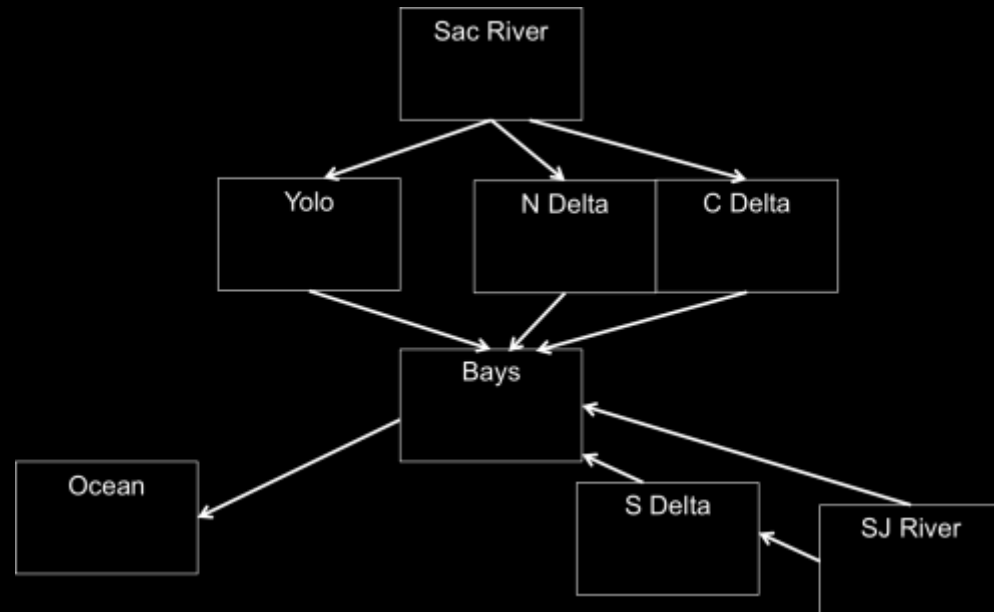 Sac River
Yolo
N Delta
C Delta
Bays
Ocean
S Delta
SJ River